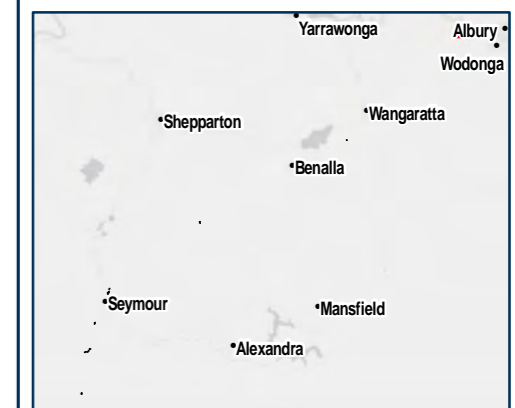 Yarrawonga
Albury
Wodonga
Wangaratta
Shepparton
Benalla
Seymour
Mansfield
Alexandra